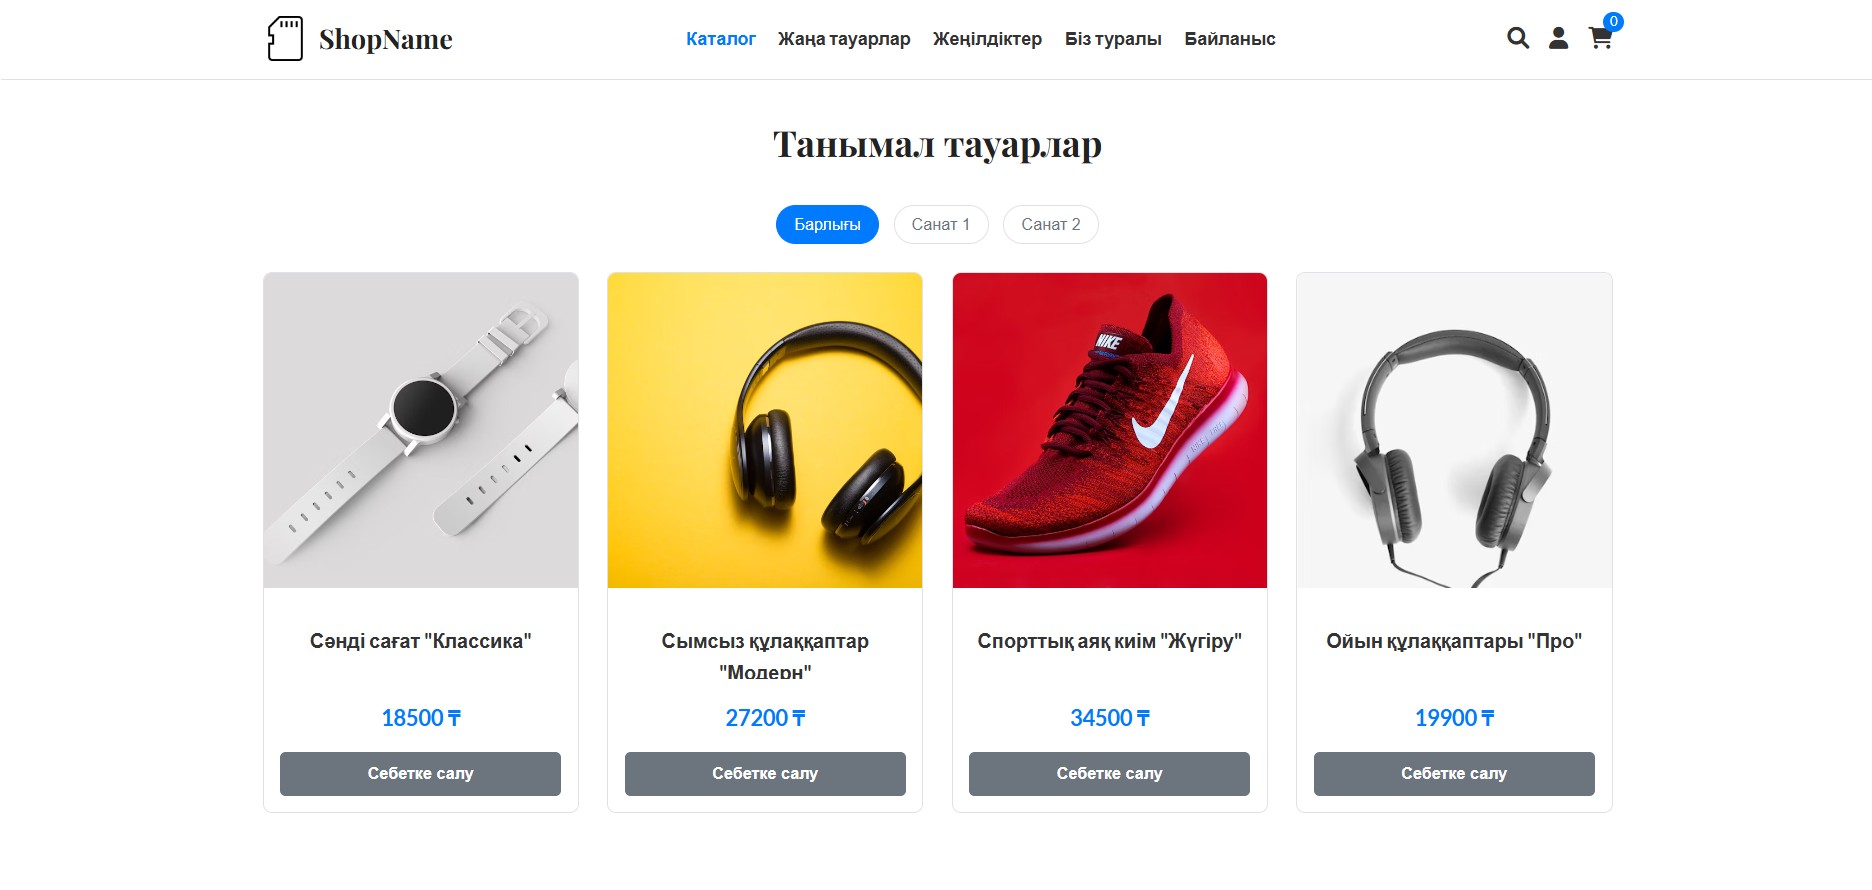 ShopName
Каталог Жаңа тауарлар Жеңілдіктер Біз туралы Байланыс
0
Танымал тауарлар
Барлығы Санат 1 Санат 2
NIKE
Сәнді сағат "Классика"
18500 ₸
Себетке салу
Сымсыз құлаққаптар
"Модерн"
27200 ₸
Себетке салу
Спорттық аяқ киім "Жүгіру"
34500 ₸
Себетке салу
Ойын құлаққаптары "Про"
19900 ₸
Себетке салу